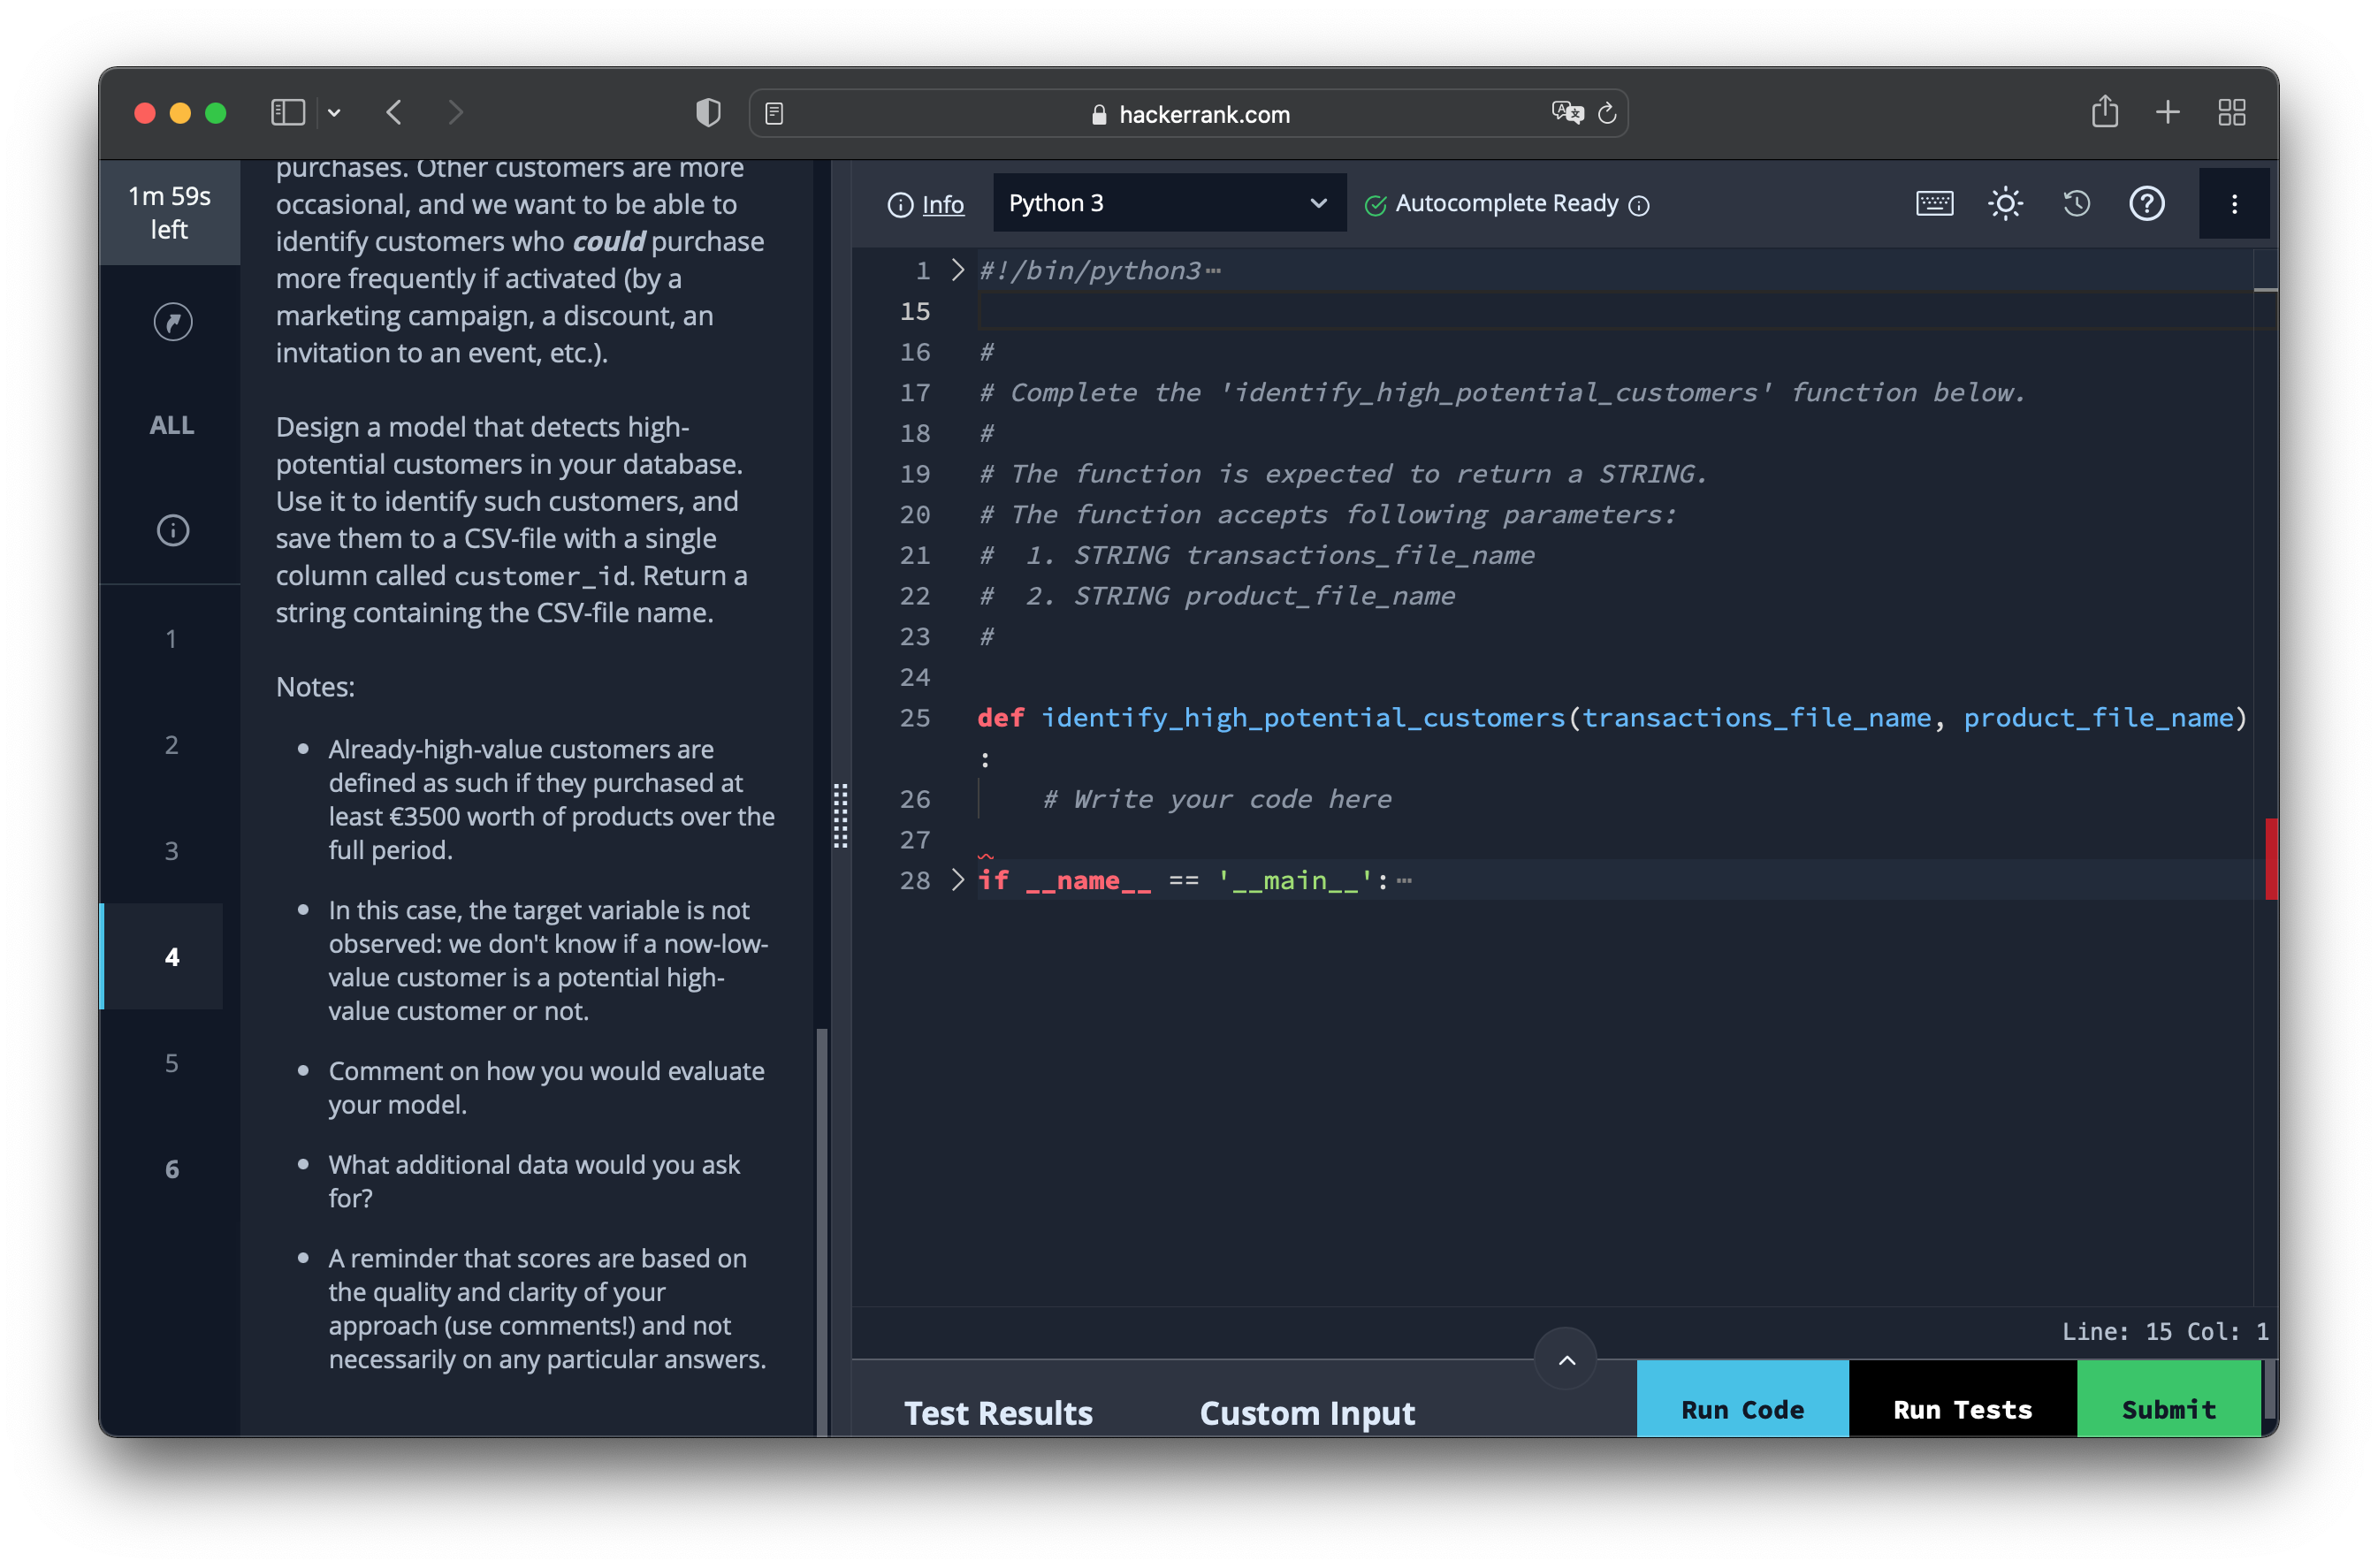 hackerrank.com
1m 59s
left
ALL
1
2
3
4
5
6
purchases. Other customers are more
occasional, and we want to be able to
identify customers who could purchase
more frequently if activated (by a
marketing campaign, a discount, an
invitation to an event, etc.).
Design a model that detects high-
potential customers in your database.
Use it to identify such customers, and
save them to a CSV-file with a single
column called customer_id. Return a
string containing the CSV-file name.
Notes:
• Already-high-value customers are
defined as such if they purchased at
least €3500 worth of products over the
full period.
• In this case, the target variable is not
observed: we don't know if a now-low-
value customer is a potential high-
value customer or not.
• Comment on how you would evaluate
your model.
• What additional data would you ask
for?
• A reminder that scores are based on
the quality and clarity of your
approach (use comments!) and not
necessarily on any particular answers.
Info
Python 3
Autocomplete Ready
1 #!/bin/python3⋯
15
16 #
17 # Complete the 'identify_high_potential_customers' function below.
18 #
19 # The function is expected to return a STRING.
20 # The function accepts following parameters:
21 #  1. STRING transactions_file_name
22 #  2. STRING product_file_name
23 #
24
25 def identify_high_potential_customers(transactions_file_name, product_file_name)
:
26     # Write your code here
27
28 if __name__ == '__main__':⋯
Line: 15 Col: 1
Test Results
Custom Input
Run Code
Run Tests
Submit